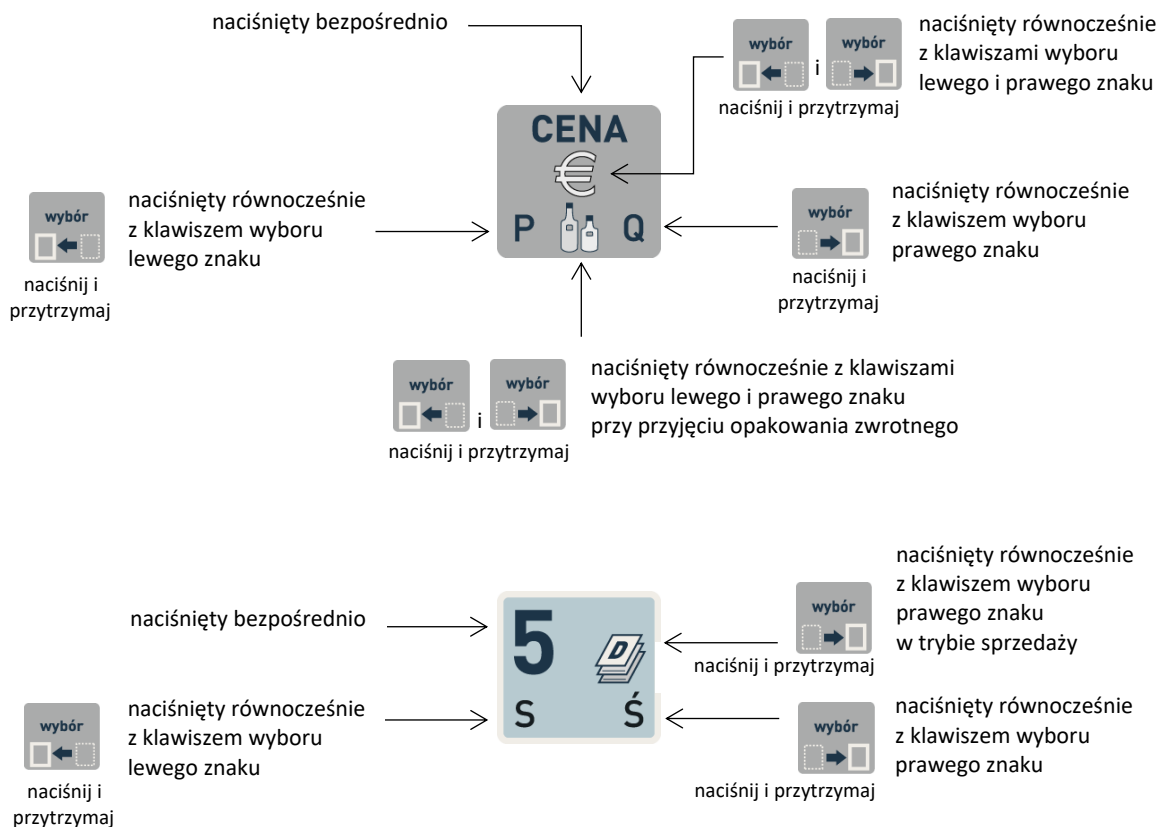 naciśnięty bezpośrednio
wybór
i
wybór
naciśnij i przytrzymaj
naciśnięty równocześnie
z klawiszami wyboru
lewego i prawego znaku
CENA
€
P
Q
wybór
naciśnij i
przytrzymaj
naciśnięty równocześnie
z klawiszem wyboru
lewego znaku
wybór
naciśnij i
przytrzymaj
naciśnięty równocześnie
z klawiszem wyboru
prawego znaku
wybór
i
wybór
naciśnij i przytrzymaj
naciśnięty równocześnie z klawiszami
wyboru lewego i prawego znaku
przy przyjęciu opakowania zwrotnego
naciśnięty bezpośrednio
5
D
S
Ś
wybór
naciśnij i przytrzymaj
naciśnięty równocześnie
z klawiszem wyboru
prawego znaku
w trybie sprzedaży
wybór
naciśnij i
przytrzymaj
naciśnięty równocześnie
z klawiszem wyboru
lewego znaku
wybór
naciśnij i przytrzymaj
naciśnięty równocześnie
z klawiszem wyboru
prawego znaku